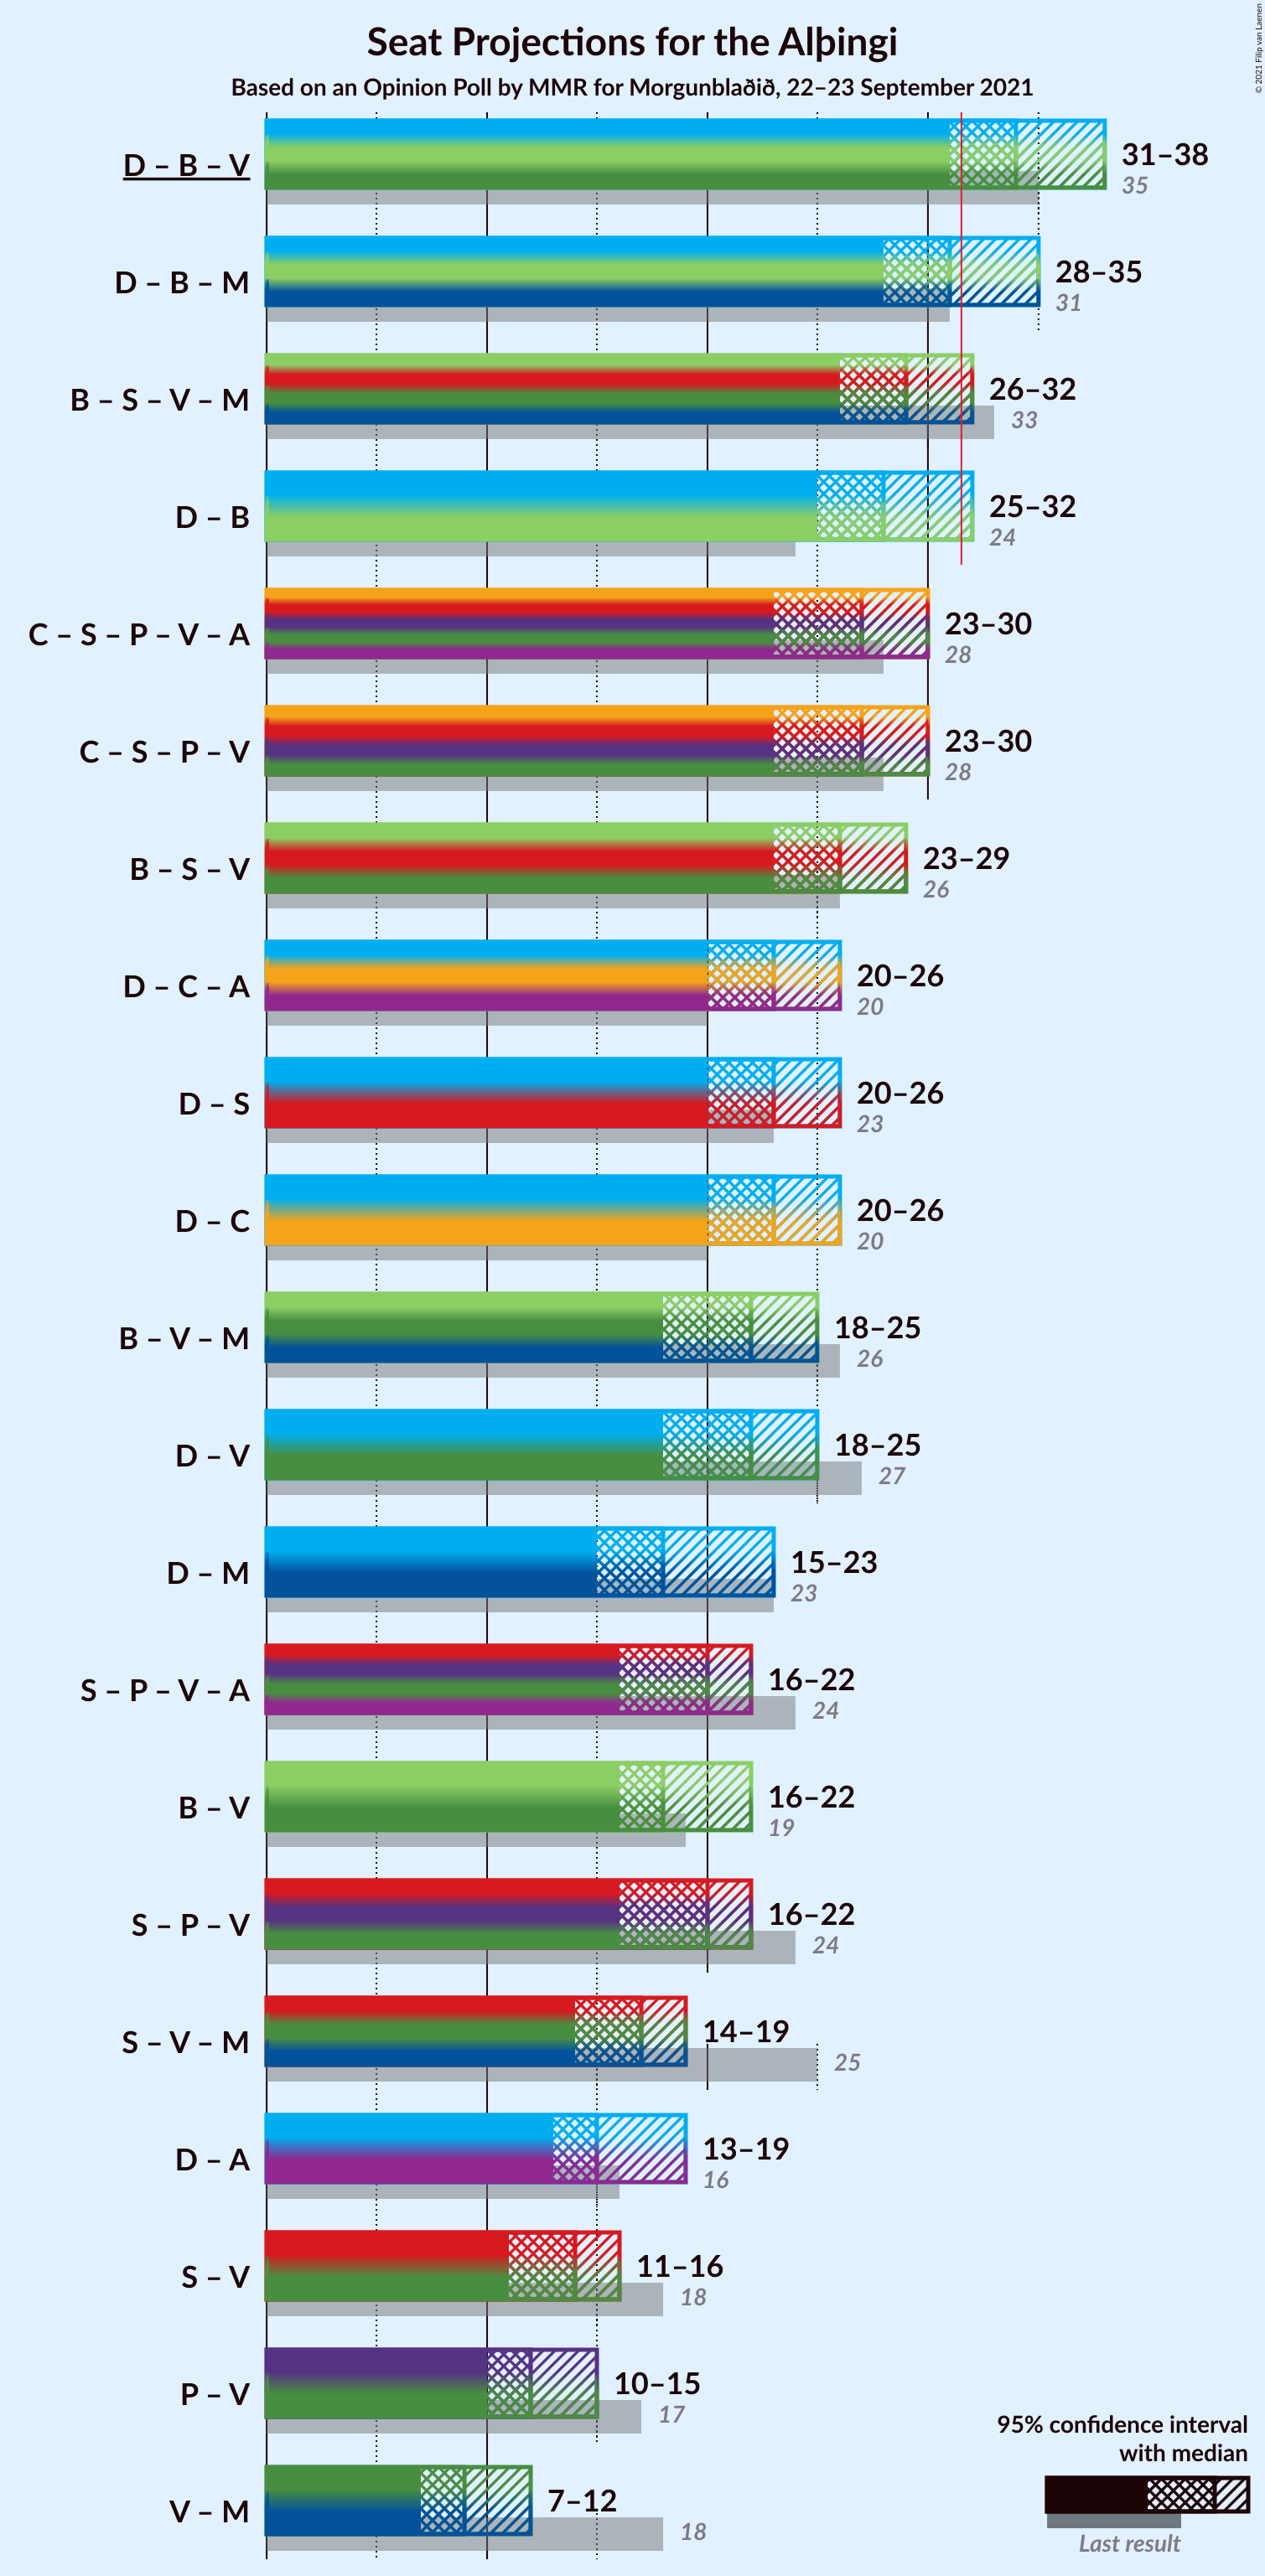 © 2021 Filip van Laenen
Seat Projections for the Alþingi
Based on an Opinion Poll by MMR for Morgunblaðið, 22–23 September 2021
D – B – V
31–38
35
D – B – M
28–35
31
B – S – V – M
26–32
33
D – B
25–32
24
C – S – P – V – A
23–30
28
C – S – P – V
23–30
28
B – S – V
23–29
26
D – C – A
20–26
20
D – S
20–26
23
D – C
20–26
20
B – V – M
18–25
26
D – V
18–25
27
D – M
15–23
23
S – P – V – A
16–22
24
B – V
16–22
19
S – P – V
16–22
24
S – V – M
14–19
25
D – A
13–19
16
S – V
11–16
18
P – V
10–15
17
V – M
7–12
18
95% confidence interval
with median
Last result